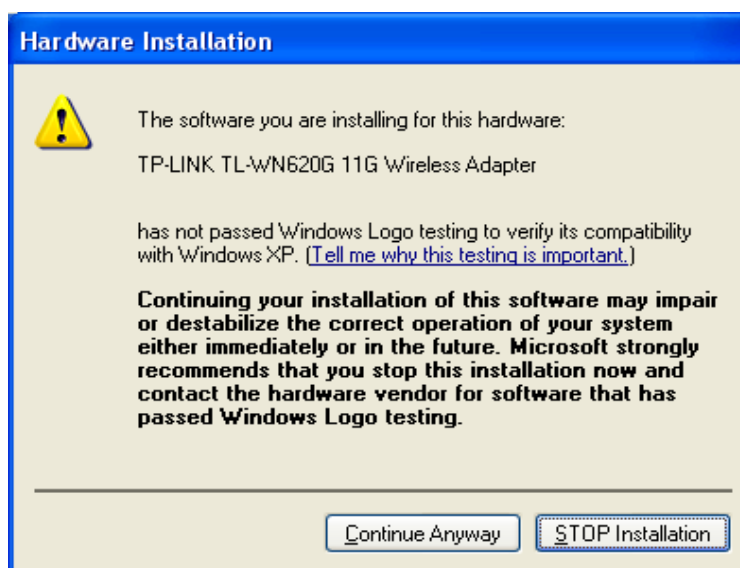 Hardware Installation
The software you are installing for this hardware:
TP-LINK TL-WN620G 11G Wireless Adapter
has not passed Windows Logo testing to verify its compatibility
with Windows XP. (Tell me why this testing is important.)
Continuing your installation of this software may impair
or destabilize the correct operation of your system
either immediately or in the future. Microsoft strongly
recommends that you stop this installation now and
contact the hardware vendor for software that has
passed Windows Logo testing.
Continue Anyway
STOP Installation